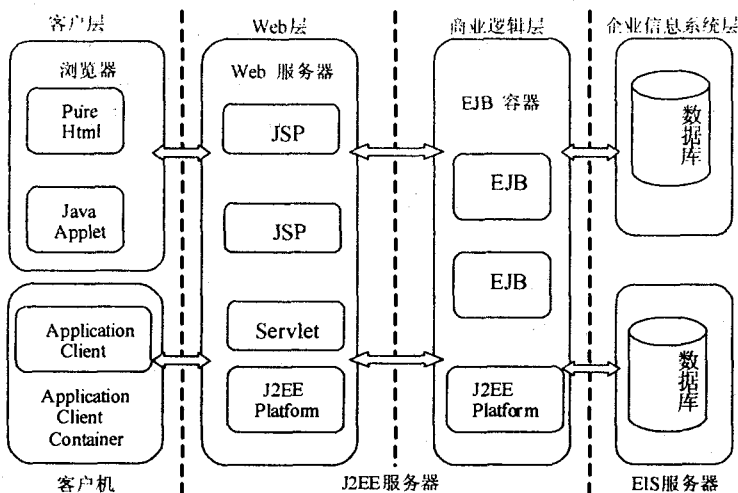 客户层
Web层
商业逻辑层
企业信息系统层
浏览器
Pure
Html
Java
Applet
Application
Client
Application
Client
Container
Web 服务器
JSP
JSP
Servlet
J2EE
Platform
EJB 容器
EJB
EJB
J2EE
Platform
数据库
数据库
客户机
J2EE服务器
EIS服务器